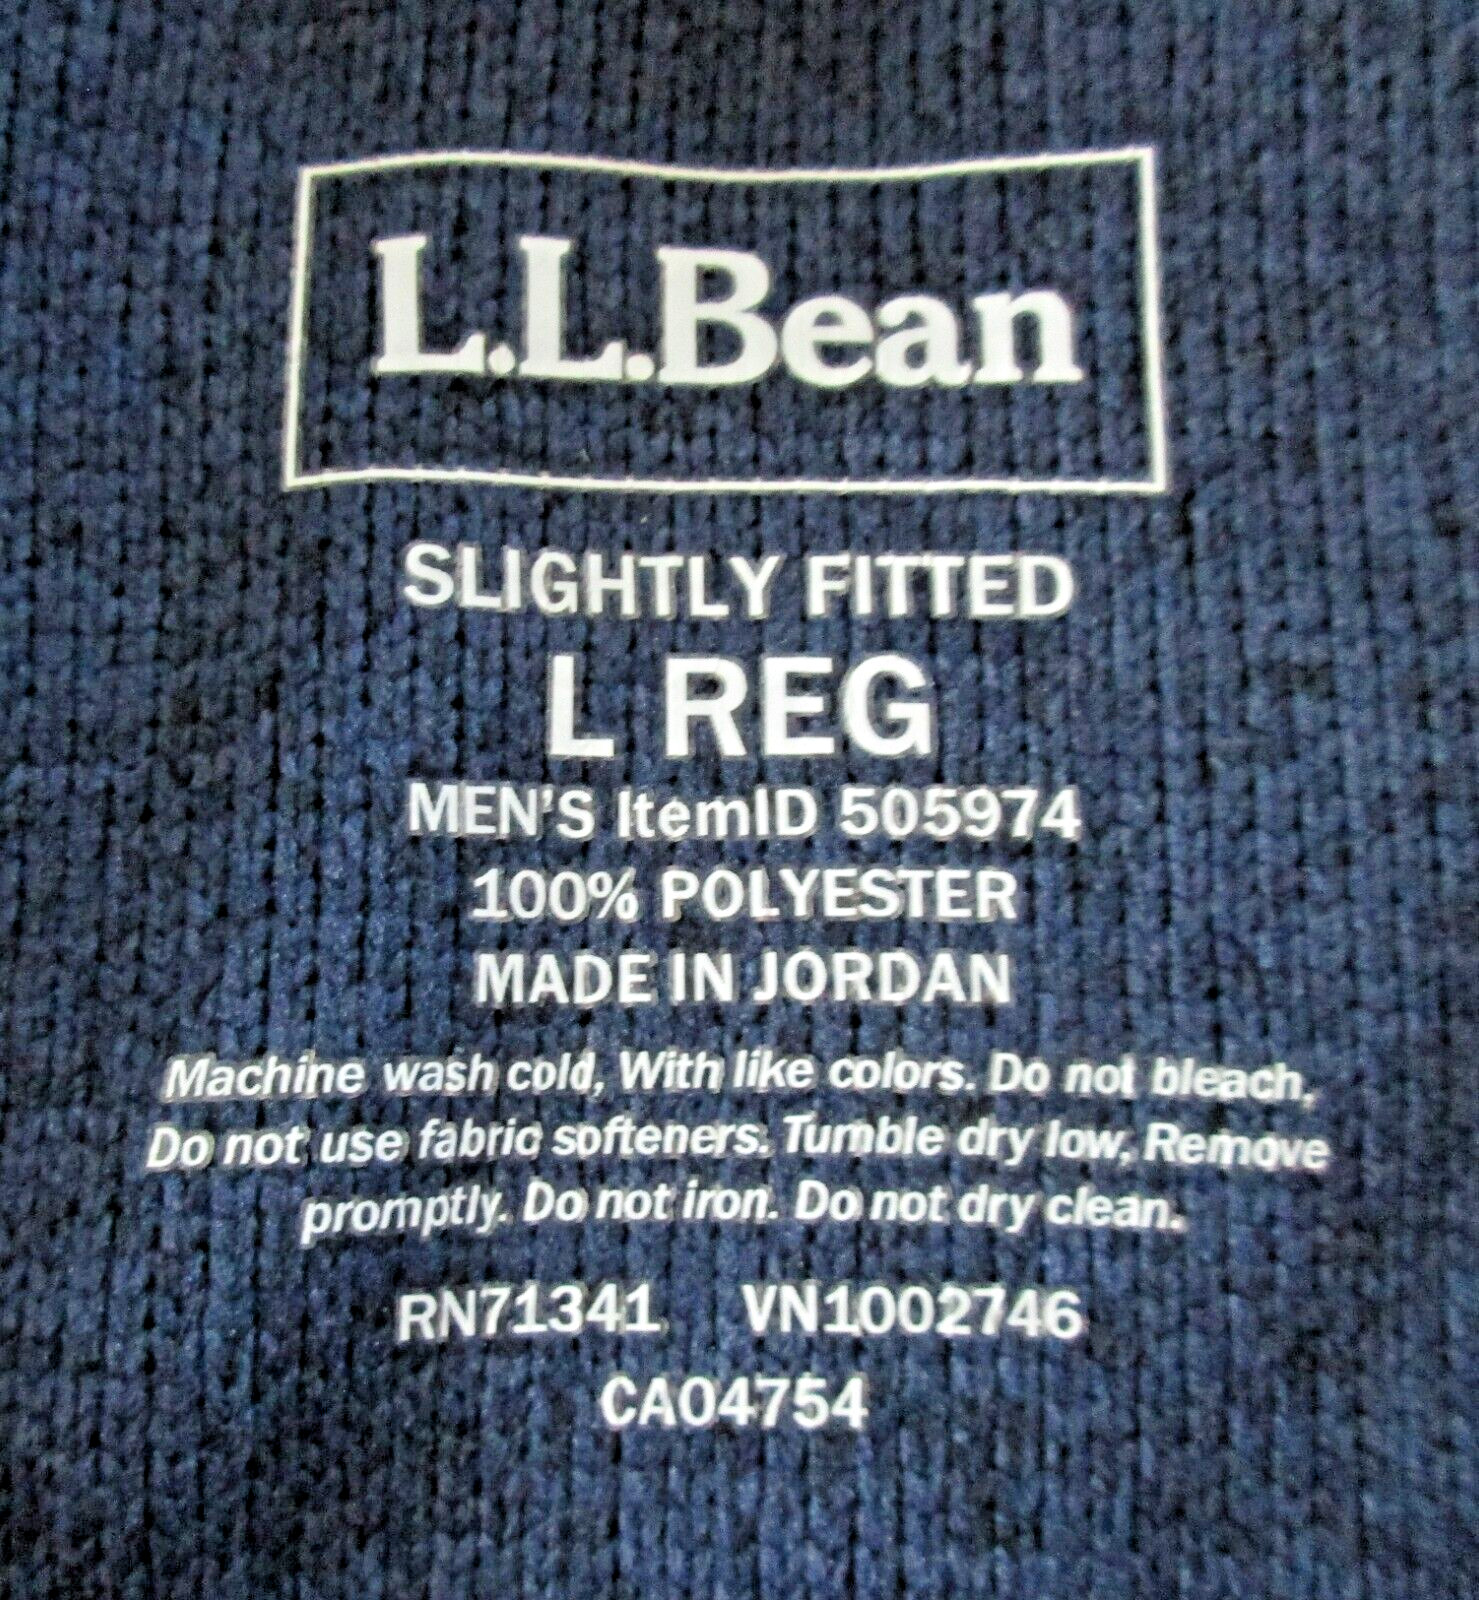 L.L.Bean
SLIGHTLY FITTED
L REG
MEN'S ItemID 505974
100% POLYESTER
MADE IN JORDAN
Machine wash cold, With like colors. Do not bleach,
Do not use fabric softeners. Tumble dry low, Remove
promptly. Do not iron. Do not dry clean.
RN71341 VN1002746
CA04754